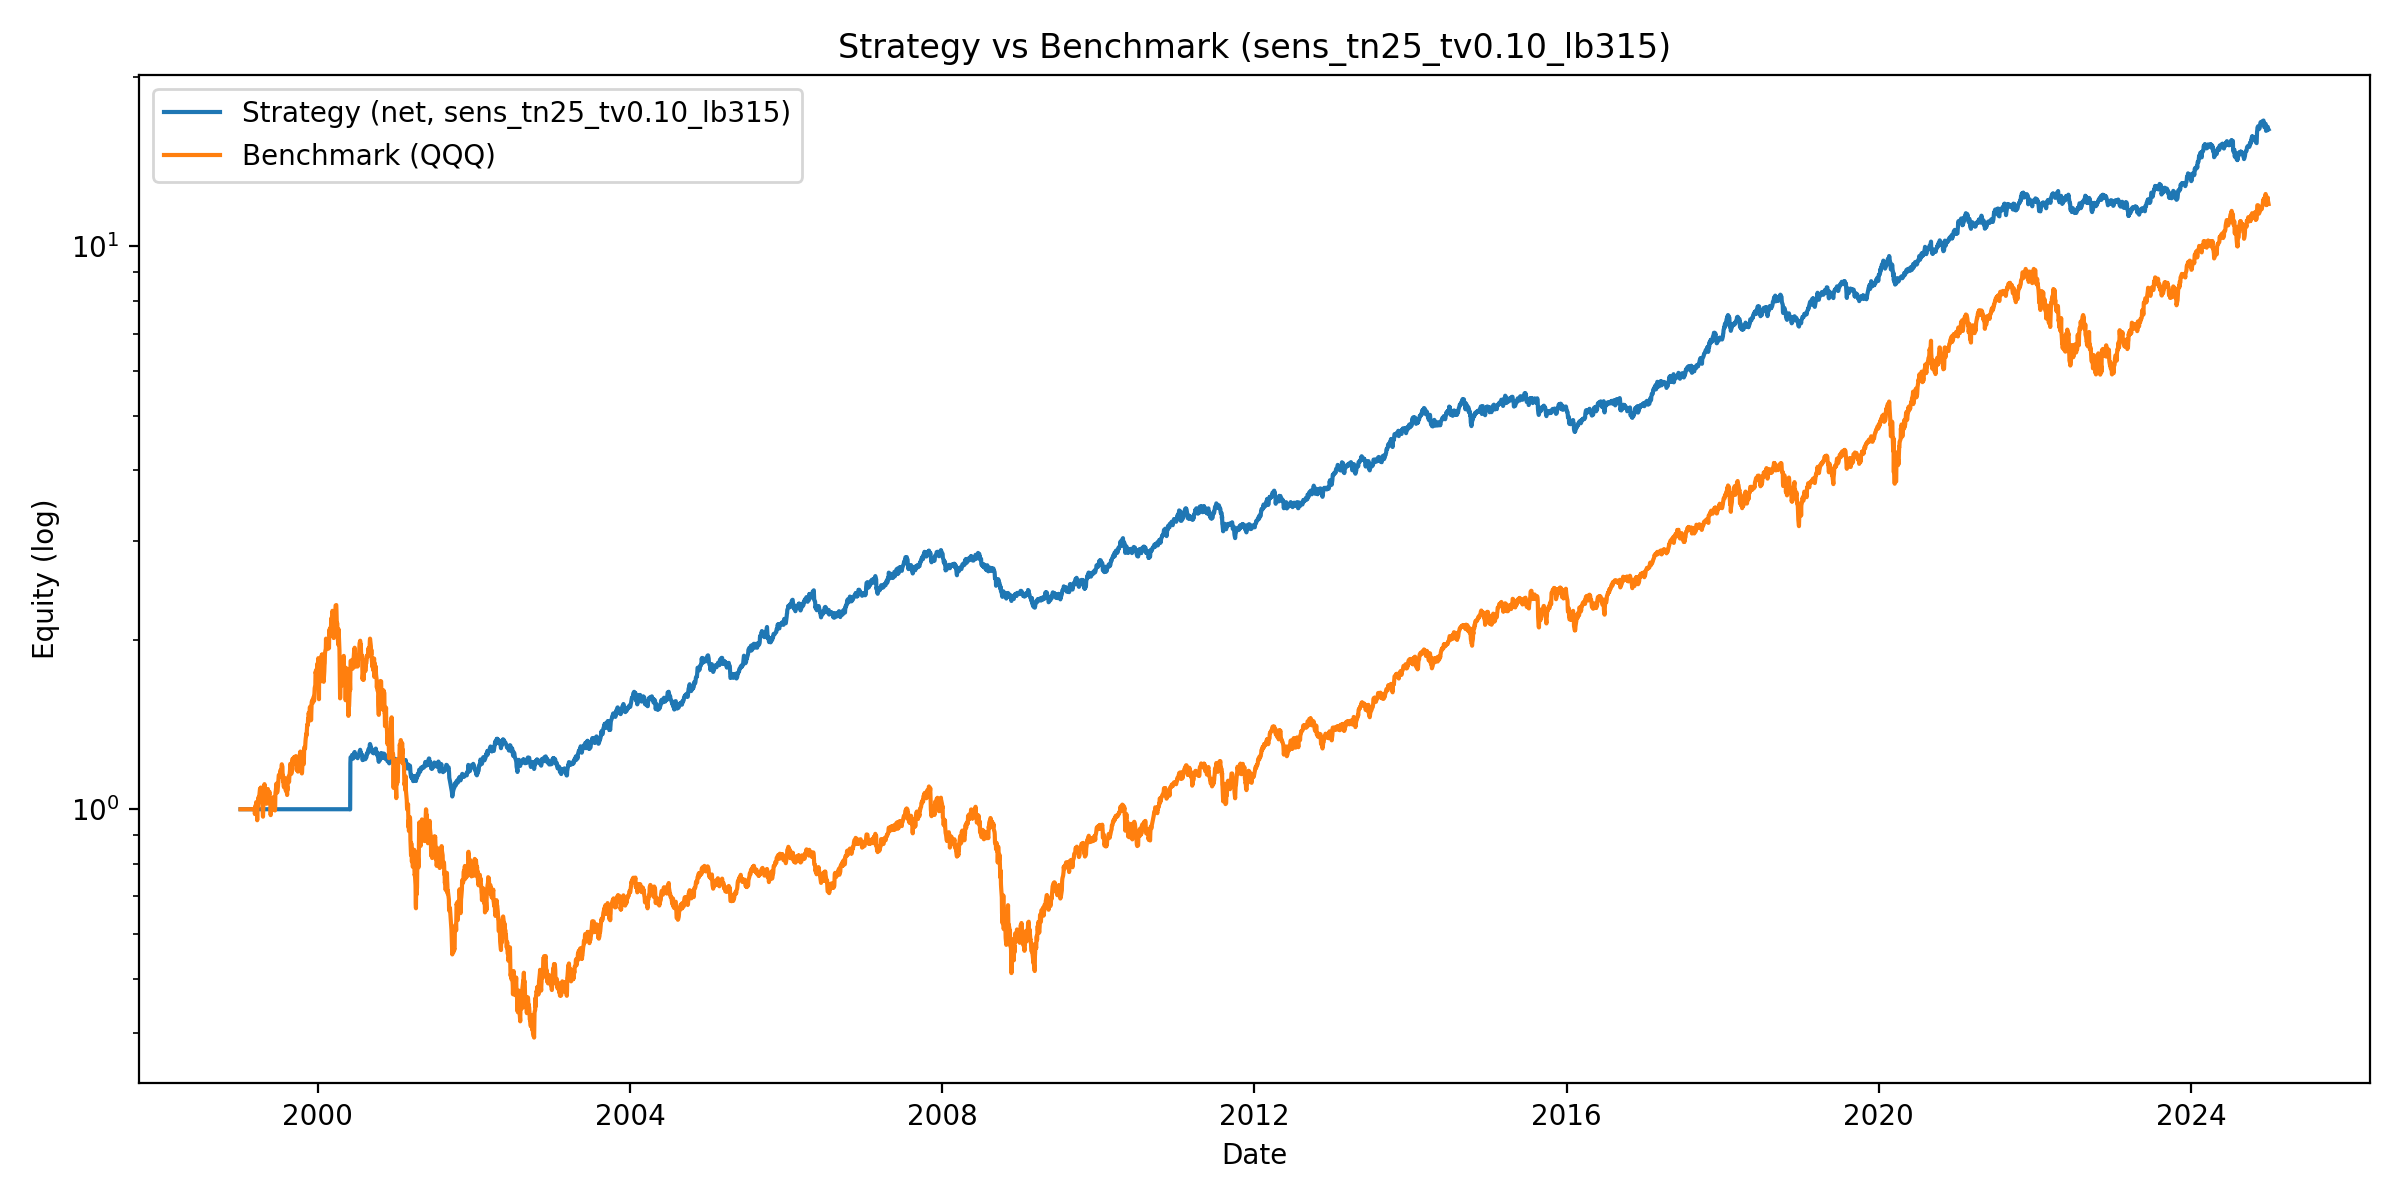 Strategy vs Benchmark (sens_tn25_tv0.10_lb315)
Strategy (net, sens_tn25_tv0.10_lb315)
Benchmark (QQQ)
10¹
10⁰
Equity (log)
2000 2004 2008 2012 2016 2020 2024
Date